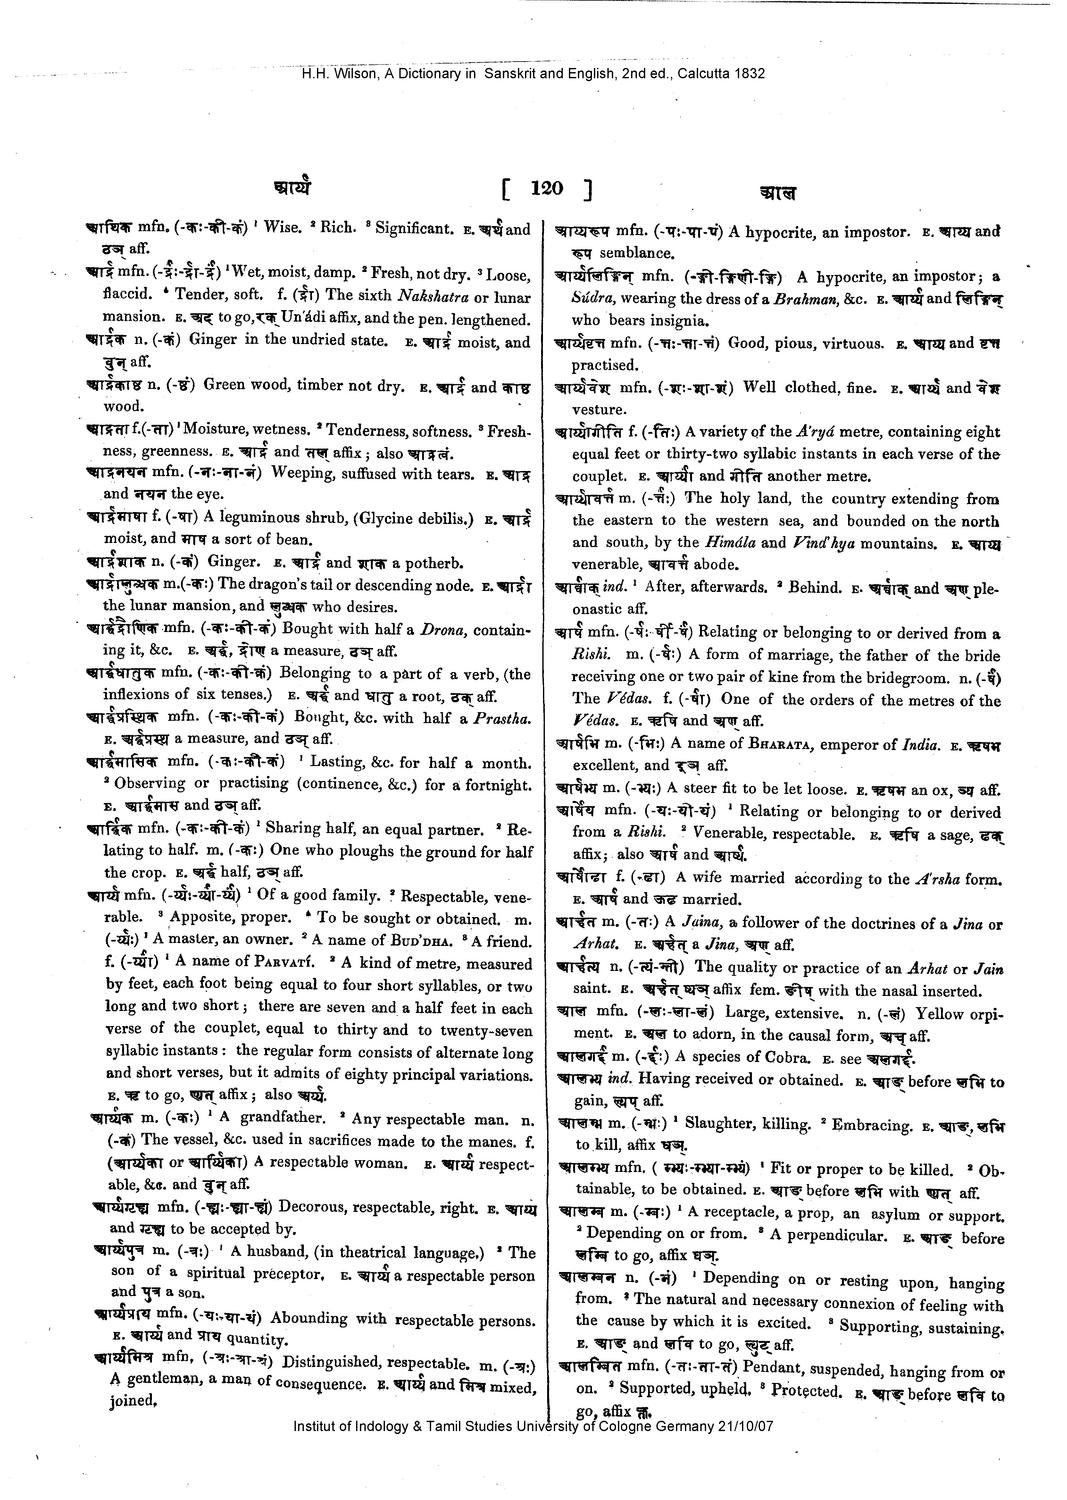 H.H. Wilson, A Dictionary in Sanskrit and English, 2nd ed., Calcutta 1832
आर्य्य
[ 120 ]
आल
आर्थिक mfn. (-कः-की-कं) ¹ Wise. ² Rich. ³ Significant. E. अर्थ and
ठञ् aff.
आर्द्र mfn. (-र्द्रः-र्द्रा-र्द्रं) ¹ Wet, moist, damp. ² Fresh, not dry. ³ Loose,
flaccid. ⁴ Tender, soft. f. (र्द्रा) The sixth Nakshatra or lunar
mansion. E. अर्द to go, रक् Un'ádi affix, and the pen. lengthened.
आर्द्रक n. (-कं) Ginger in the undried state. E. आर्द्र moist, and
वुन् aff.
आर्द्रकाष्ठ n. (-ष्ठं) Green wood, timber not dry. E. आर्द्र and काष्ठ
wood.
आर्द्रता f. (-ता) ¹ Moisture, wetness. ² Tenderness, softness. ³ Fresh-
ness, greenness. E. आर्द्र and तल् affix; also आर्द्रत्वं.
आर्द्रनयन mfn. (-नः-ना-नं) Weeping, suffused with tears. E. आर्द्र
and नयन the eye.
आर्द्रमाषा f. (-षा) A leguminous shrub, (Glycine debilis.) E. आर्द्र
moist, and माष a sort of bean.
आर्द्रशाक n. (-कं) Ginger. E. आर्द्र and शाक a potherb.
आर्द्रालुब्धक m. (-कः) The dragon's tail or descending node. E. आर्द्रा
the lunar mansion, and लुब्धक who desires.
आर्द्धद्रौणिक mfn. (-कः-की-कं) Bought with half a Drona, contain-
ing it, &c. E. अर्द्ध, द्रोण a measure, ठञ् aff.
आर्द्धधातुक mfn. (-कः-की-कं) Belonging to a part of a verb, (the
inflexions of six tenses.) E. अर्द्ध and धातु a root, ठक् aff.
आर्द्धप्रस्थिक mfn. (-कः-की-कं) Bought, &c. with half a Prastha.
E. अर्द्धप्रस्थ a measure, and ठञ् aff.
आर्द्धमासिक mfn. (-कः-की-कं) ¹ Lasting, &c. for half a month.
² Observing or practising (continence, &c.) for a fortnight.
E. आर्द्धमास and ठञ् aff.
आर्द्धिक mfn. (-कः-की-कं) ¹ Sharing half, an equal partner. ² Re-
lating to half. m. (-कः) One who ploughs the ground for half
the crop. E. अर्द्ध half, ठञ् aff.
आर्य्य mfn. (-र्य्यः-र्य्या-र्य्यं) ¹ Of a good family. ² Respectable, vene-
rable. ³ Apposite, proper. ⁴ To be sought or obtained. m.
(-र्य्यः) ¹ A master, an owner. ² A name of BUD'DHA. ³ A friend.
f. (-र्य्या) ¹ A name of PARVATÍ. ² A kind of metre, measured
by feet, each foot being equal to four short syllables, or two
long and two short; there are seven and a half feet in each
verse of the couplet, equal to thirty and to twenty-seven
syllabic instants: the regular form consists of alternate long
and short verses, but it admits of eighty principal variations.
E. ऋ to go, ण्यत् affix; also अर्य्य.
आर्य्यक m. (-कः) ¹ A grandfather. ² Any respectable man. n.
(-कं) The vessel, &c. used in sacrifices made to the manes. f.
(आर्य्यका or आर्य्यिका) A respectable woman. E. आर्य्य respect-
able, &c. and वुन् aff.
आर्य्यगृह्य mfn. (-ह्यः-ह्या-ह्यं) Decorous, respectable, right. E. आर्य्य
and गृह्य to be accepted by.
आर्य्यपुत्र m. (-त्रः) ¹ A husband, (in theatrical language.) ² The
son of a spiritual preceptor. E. आर्य्य a respectable person
and पुत्र a son.
आर्य्यप्राय mfn. (-यः-या-यं) Abounding with respectable persons.
E. आर्य्य and प्राय quantity.
आर्य्यमिश्र mfn. (-श्रः-श्रा-श्रं) Distinguished, respectable. m. (-श्रः)
A gentleman, a man of consequence. E. आर्य्य and मिश्र mixed,
joined.
आर्य्यरूप mfn. (-पः-पा-पं) A hypocrite, an impostor. E. आर्य्य and
रूप semblance.
आर्य्यलिङ्गिन् mfn. (-ङ्गी-ङ्गिणी-ङ्गि) A hypocrite, an impostor; a
Súdra, wearing the dress of a Brahman, &c. E. आर्य्य and लिङ्गिन्
who bears insignia.
आर्य्यवृत्त mfn. (-त्तः-त्ता-त्तं) Good, pious, virtuous. E. आर्य्य and वृत्त
practised.
आर्य्यवेश mfn. (-शः-शा-शं) Well clothed, fine. E. आर्य्य and वेश
vesture.
आर्य्यागीति f. (-तिः) A variety of the A'ryá metre, containing eight
equal feet or thirty-two syllabic instants in each verse of the
couplet. E. आर्य्या and गीति another metre.
आर्य्यावर्त्त m. (-र्त्तः) The holy land, the country extending from
the eastern to the western sea, and bounded on the north
and south, by the Himála and Vind'hya mountains. E. आर्य्य
venerable, आवर्त्त abode.
आर्व्वाक् ind. ¹ After, afterwards. ² Behind. E. अर्व्वाक् and अण् ple-
onastic aff.
आर्ष mfn. (-र्षः-र्षी-र्षं) Relating or belonging to or derived from a
Rishi. m. (-र्षः) A form of marriage, the father of the bride
receiving one or two pair of kine from the bridegroom. n. (-र्षं)
The Védas. f. (-र्षा) One of the orders of the metres of the
Védas. E. ऋषि and अण् aff.
आर्षभि m. (-भिः) A name of BHARATA, emperor of India. E. ऋषभ
excellent, and इञ् aff.
आर्षभ्य m. (-भ्यः) A steer fit to be let loose. E. ऋषभ an ox, ञ्य aff.
आर्षेय mfn. (-यः-यी-यं) ¹ Relating or belonging to or derived
from a Rishi. ² Venerable, respectable. E. ऋषि a sage, ढक्
affix; also आर्ष and आर्ष्य.
आर्षोढा f. (-ढा) A wife married according to the A'rsha form.
E. आर्ष and ऊढ married.
आर्हत m. (-तः) A Jaina, a follower of the doctrines of a Jina or
Arhat. E. अर्हत् a Jina, अण् aff.
आर्हन्त्य n. (-न्त्यं-न्ती) The quality or practice of an Arhat or Jain
saint. E. अर्हत् ष्यञ् affix fem. ङीष् with the nasal inserted.
आल mfn. (-लः-ला-लं) Large, extensive. n. (-लं) Yellow orpi-
ment. E. अल to adorn, in the causal form, अच् aff.
आलगर्द्द m. (-र्द्दः) A species of Cobra. E. see अलगर्द्द.
आलभ्य ind. Having received or obtained. E. आङ् before लभि to
gain, ल्यप् aff.
आलम्भ m. (-म्भः) ¹ Slaughter, killing. ² Embracing. E. आङ्, लभि
to kill, affix घञ्.
आलम्भ्य mfn. (म्भ्यः-म्भ्या-म्भ्यं) ¹ Fit or proper to be killed. ² Ob-
tainable, to be obtained. E. आङ् before लभि with ण्यत् aff.
आलम्ब m. (-म्बः) ¹ A receptacle, a prop, an asylum or support.
² Depending on or from. ³ A perpendicular. E. आङ् before
लम्बि to go, affix घञ्.
आलम्बन n. (-नं) ¹ Depending on or resting upon, hanging
from. ² The natural and necessary connexion of feeling with
the cause by which it is excited. ³ Supporting, sustaining.
E. आङ् and लवि to go, ल्युट् aff.
आलम्बित mfn. (-तः-ता-तं) Pendant, suspended, hanging from or
on. ² Supported, upheld. ³ Protected. E. आङ् before लवि to
go, affix क्त.
Institut of Indology & Tamil Studies University of Cologne Germany 21/10/07